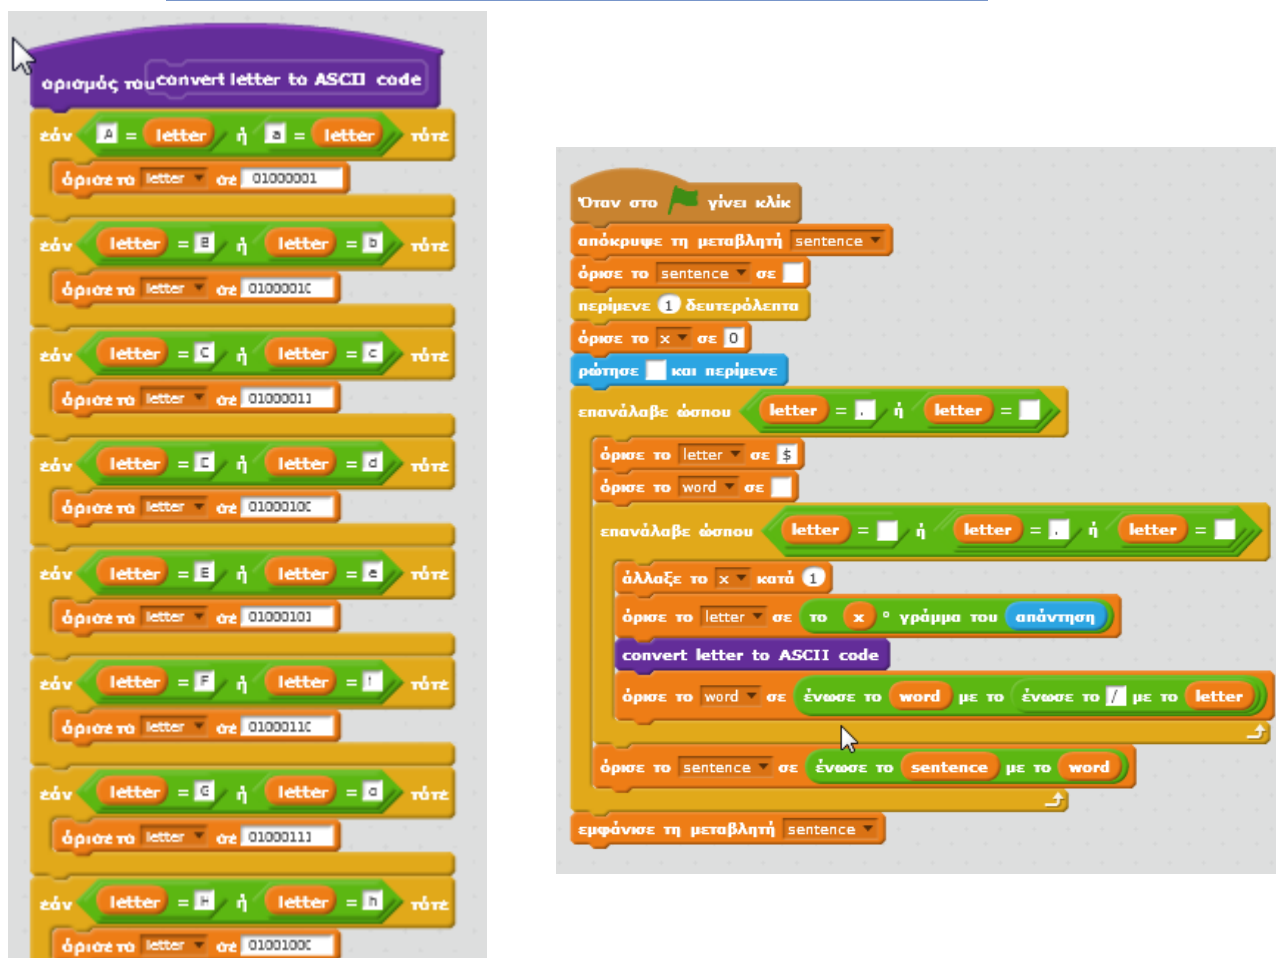 ορισμός του convert letter to ASCII code
εάν A = letter ή a = letter τότε
όρισε το letter σε 01000001
εάν letter = B ή letter = b τότε
όρισε το letter σε 01000010
εάν letter = C ή letter = c τότε
όρισε το letter σε 01000011
εάν letter = D ή letter = d τότε
όρισε το letter σε 01000100
εάν letter = E ή letter = e τότε
όρισε το letter σε 01000101
εάν letter = F ή letter = f τότε
όρισε το letter σε 01000110
εάν letter = G ή letter = g τότε
όρισε το letter σε 01000111
εάν letter = H ή letter = h τότε
όρισε το letter σε 01001000
Όταν στο γίνει κλίκ
απόκρυψε τη μεταβλητή sentence
όρισε το sentence σε
περίμενε 1 δευτερόλεπτα
όρισε το x σε 0
ρώτησε και περίμενε
επανάλαβε ώσπου letter = . ή letter =
όρισε το letter σε $
όρισε το word σε
επανάλαβε ώσπου letter = ή letter = . ή letter =
άλλαξε το x κατά 1
όρισε το letter σε το x ° γράμμα του απάντηση
convert letter to ASCII code
όρισε το word σε ένωσε το word με το ένωσε το / με το letter
όρισε το sentence σε ένωσε το sentence με το word
εμφάνισε τη μεταβλητή sentence